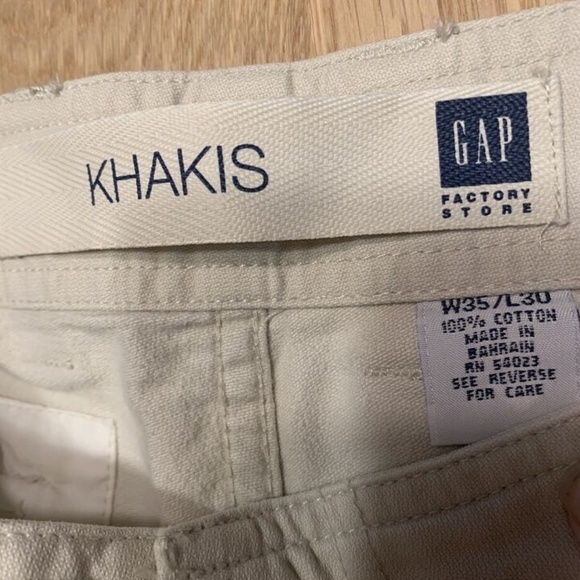 KHAKIS
GAP
FACTORY
STORE
W35/L30
100% COTTON
MADE IN
BAHRAIN
RN 54023
SEE REVERSE
FOR CARE